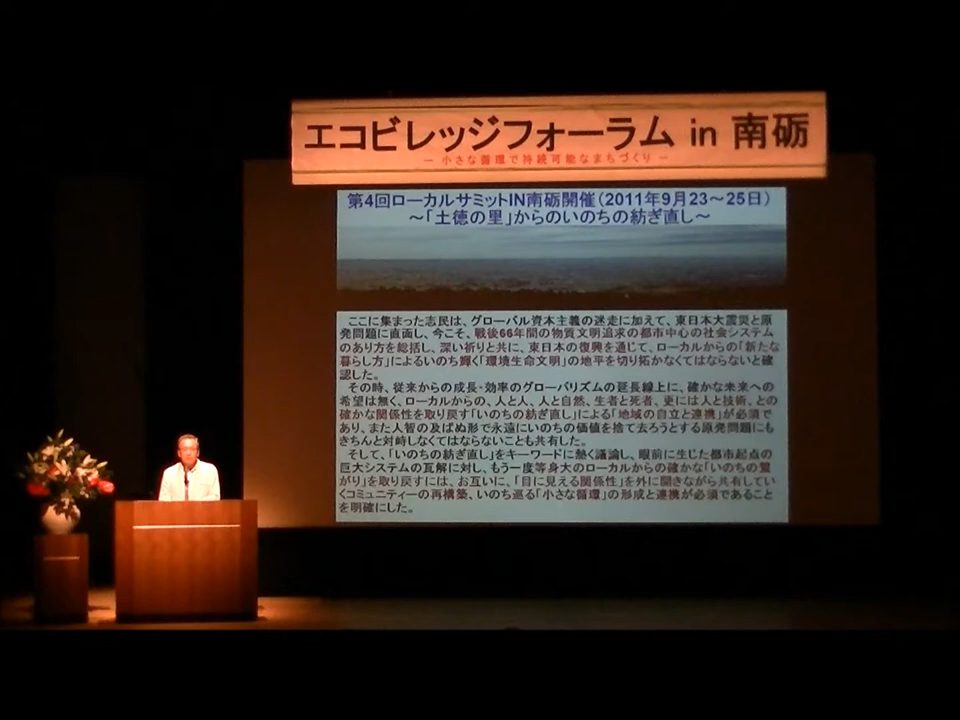 エコビレッジフォーラム in 南砺
－ 小さな循環で持続可能なまちづくり －
第4回ローカルサミットIN南砺開催（2011年9月23～25日）
～「土徳の里」からのいのちの紡ぎ直し～
ここに集まった志民は、グローバル資本主義の迷走に加えて、東日本大震災と原
発問題に直面し、今こそ、戦後66年間の物質文明追求の都市中心の社会システム
のあり方を総括し、深い祈りと共に、東日本の復興を通じて、ローカルからの「新たな
暮らし方」によるいのち輝く「環境生命文明」の地平を切り拓かなくてはならないと確
認した。
その時、従来からの成長・効率のグローバリズムの延長線上に、確かな未来への
希望は無く、ローカルからの、人と人、人と自然、生者と死者、更には人と技術、との
確かな関係性を取り戻す「いのちの紡ぎ直し」による「地域の自立と連携」が必須で
あり、また人智の及ばぬ形で永遠にいのちの価値を捨て去ろうとする原発問題にも
きちんと対峙しなくてはならないことも共有した。
そして、「いのちの紡ぎ直し」をキーワードに熱く議論し、眼前に生じた都市起点の
巨大システムの瓦解に対し、もう一度等身大のローカルからの確かな「いのちの繋
がり」を取り戻すには、お互いに、「目に見える関係性」を外に開きながら共有してい
くコミュニティーの再構築、いのち巡る「小さな循環」の形成と連携が必須であること
を明確にした。